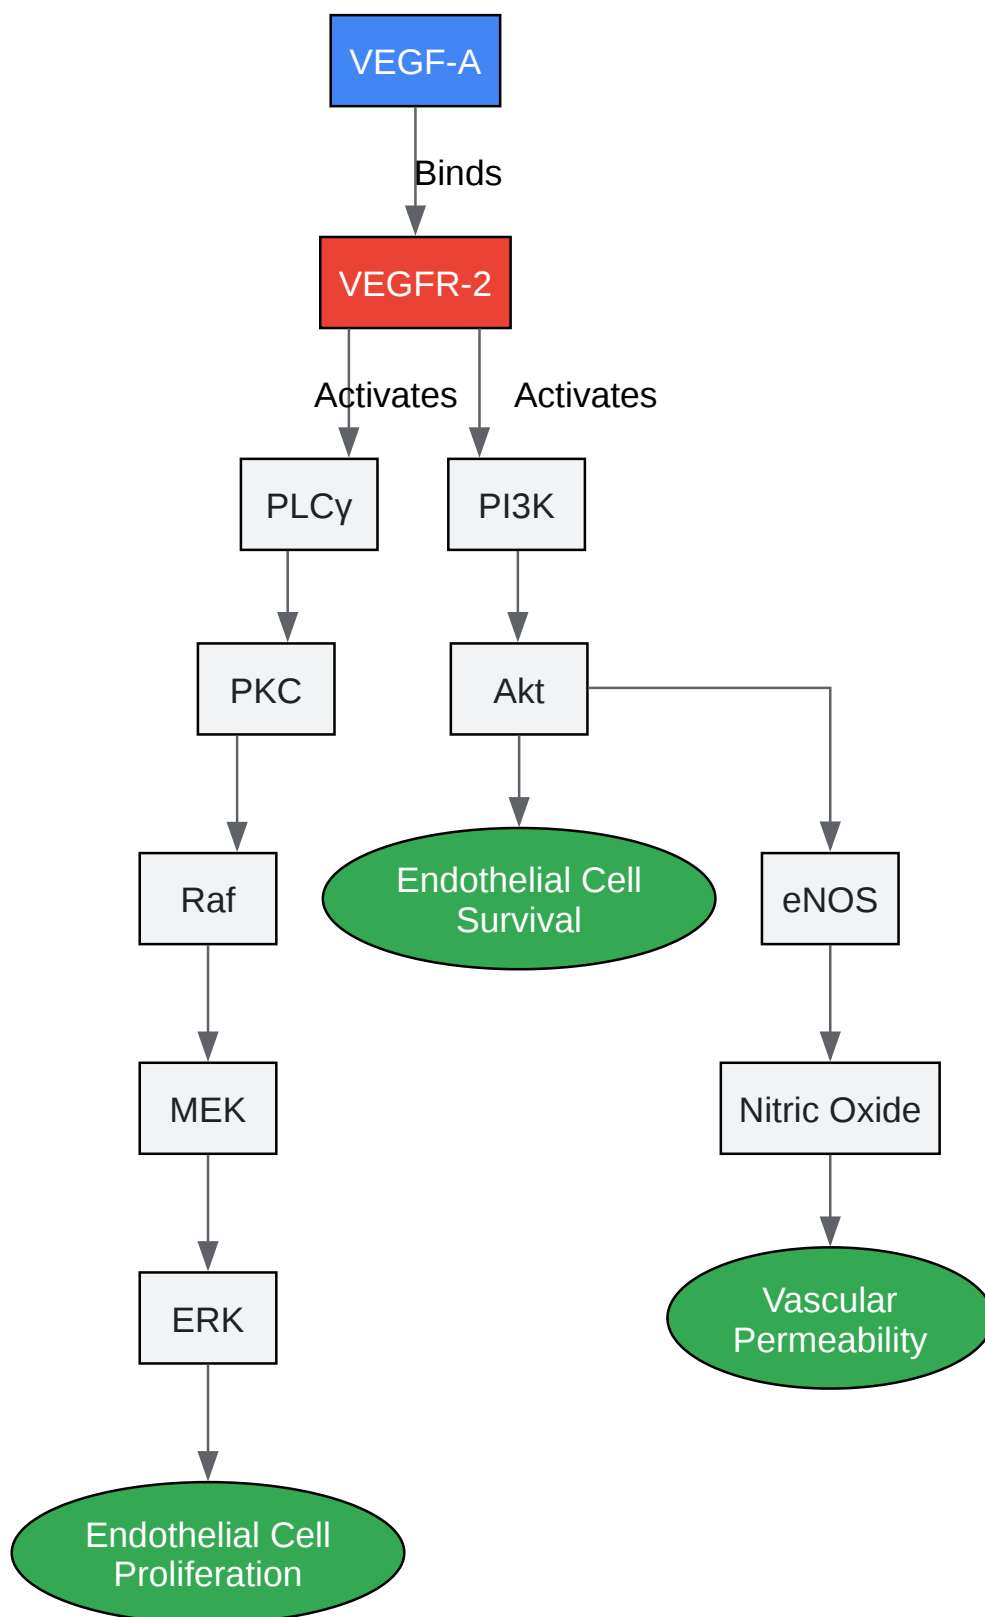 VEGF-A
Binds
VEGFR-2
Activates
Activates
PLCγ
PI3K
PKC
Akt
Raf
Endothelial Cell
Survival
eNOS
MEK
Nitric Oxide
ERK
Vascular
Permeability
Endothelial Cell
Proliferation